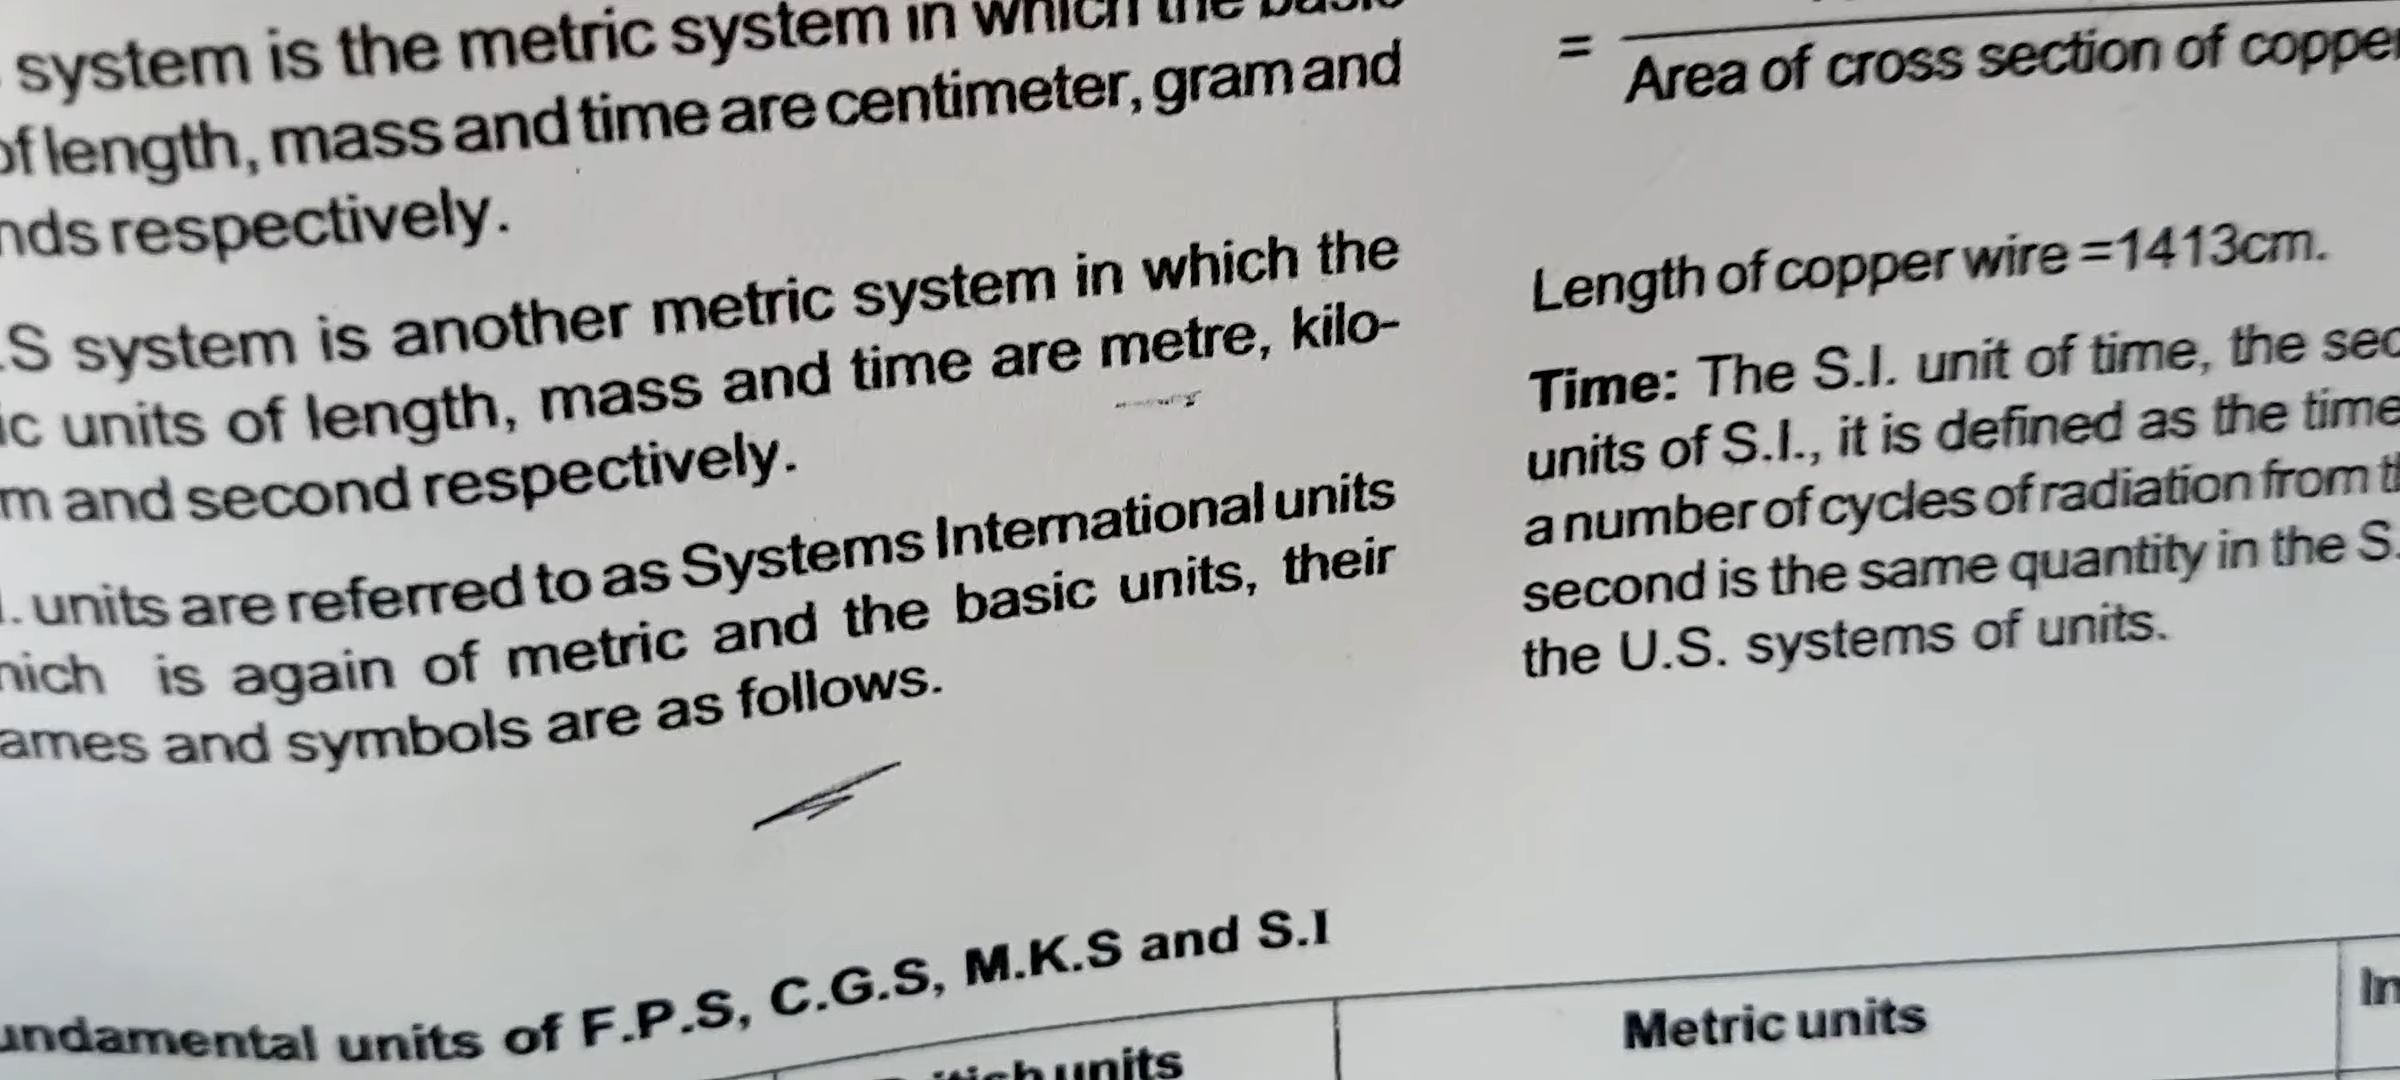 system is the metric system in which the basic
of length, mass and time are centimeter, gram and
respectively.
S system is another metric system in which the
units of length, mass and time are metre, kilo-
m and second respectively.
. units are referred to as Systems International units
is again of metric and the basic units, their
and symbols are as follows.
=
Area of cross section of copper
Length of copper wire =1413cm.
Time: The S.I. unit of time, the sec
units of S.I., it is defined as the time
a number of cycles of radiation from
second is the same quantity in the S.
the U.S. systems of units.
undamental units of F.P.S, C.G.S, M.K.S and S.I
units
Metric units
In